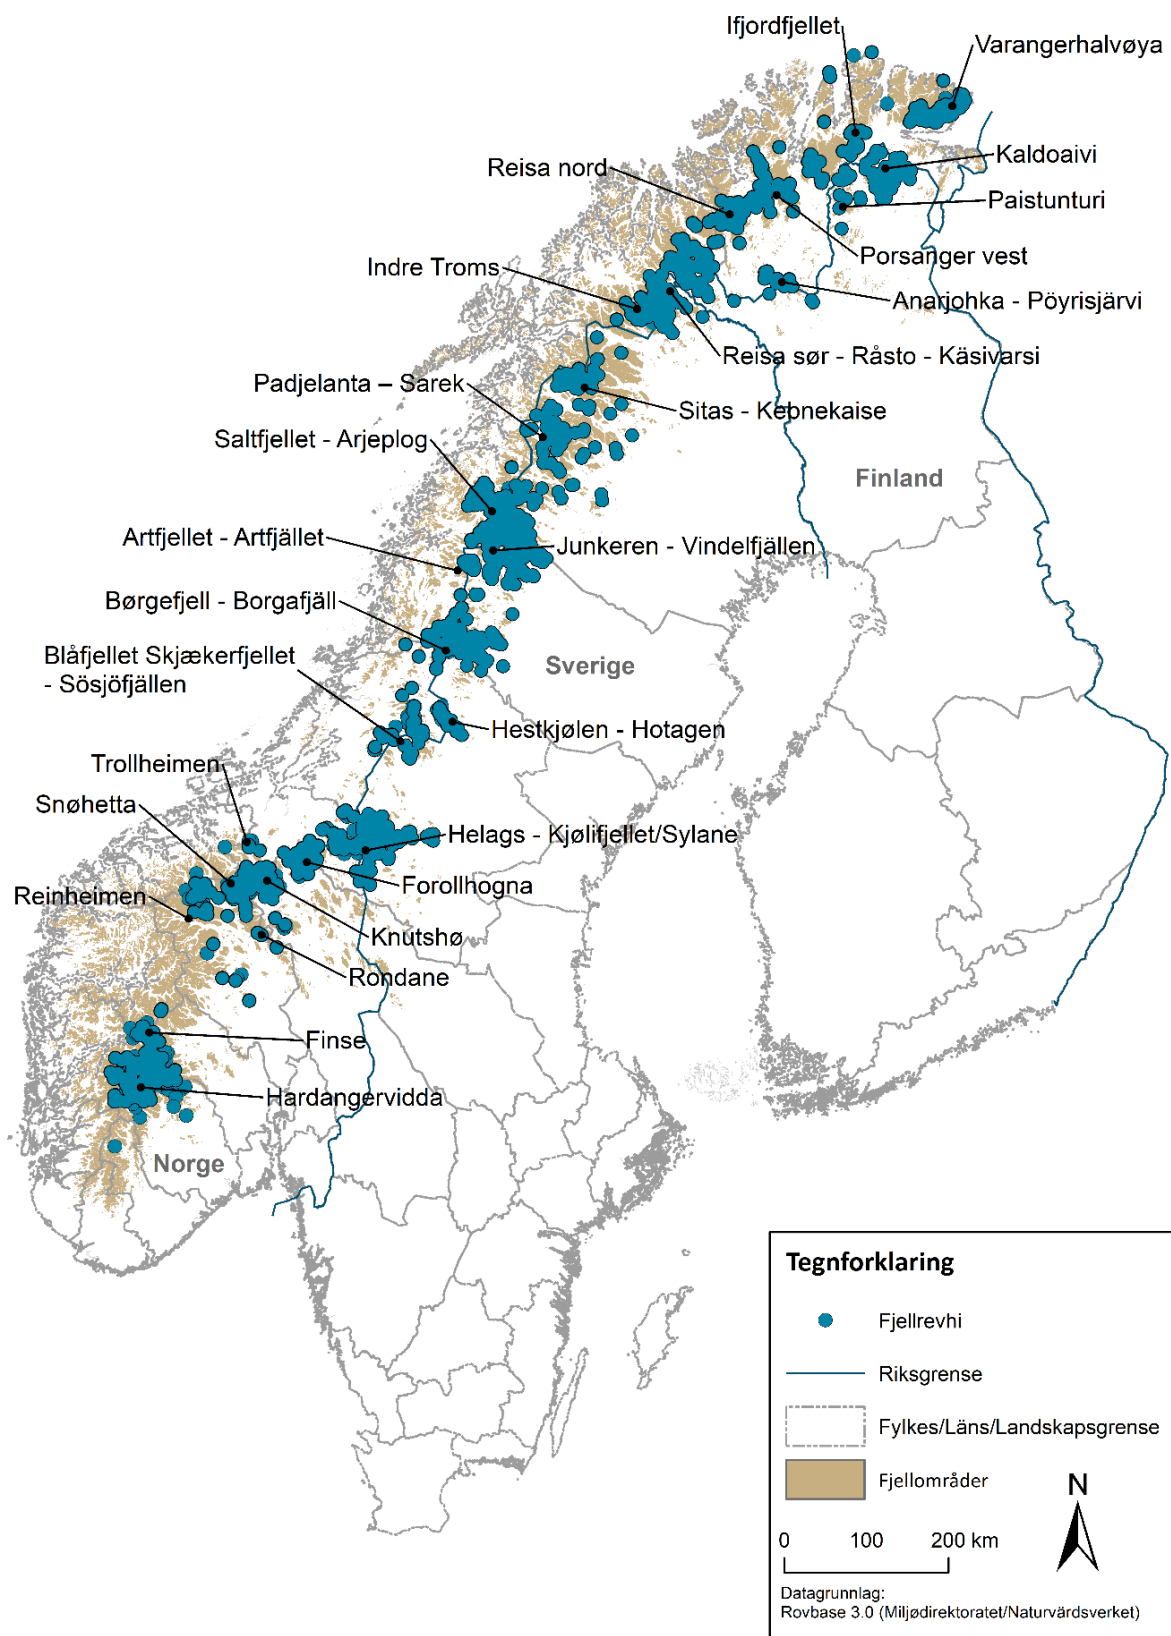 Ifjordfjellet
Varangerhalvøya
Reisa nord
Kaldoaivi
Paistunturi
Porsanger vest
Indre Troms
Anarjohka - Pöyrisjärvi
Reisa sør - Råsto - Käsivarsi
Padjelanta – Sarek
Sitas - Kebnekaise
Saltfjellet - Arjeplog
Finland
Artfjellet - Artfjället
Junkeren - Vindelfjällen
Børgefjell - Borgafjäll
Blåfjellet Skjækerfjellet
- Sösjöfjällen
Sverige
Hestkjølen - Hotagen
Trollheimen
Snøhetta
Helags - Kjølifjellet/Sylane
Forollhogna
Reinheimen
Knutshø
Rondane
Finse
Hardangervidda
Norge
Tegnforklaring
Fjellrevhi
Riksgrense
Fylkes/Läns/Landskapsgrense
Fjellområder
N
0 100 200 km
Datagrunnlag:
Rovbase 3.0 (Miljødirektoratet/Naturvärdsverket)